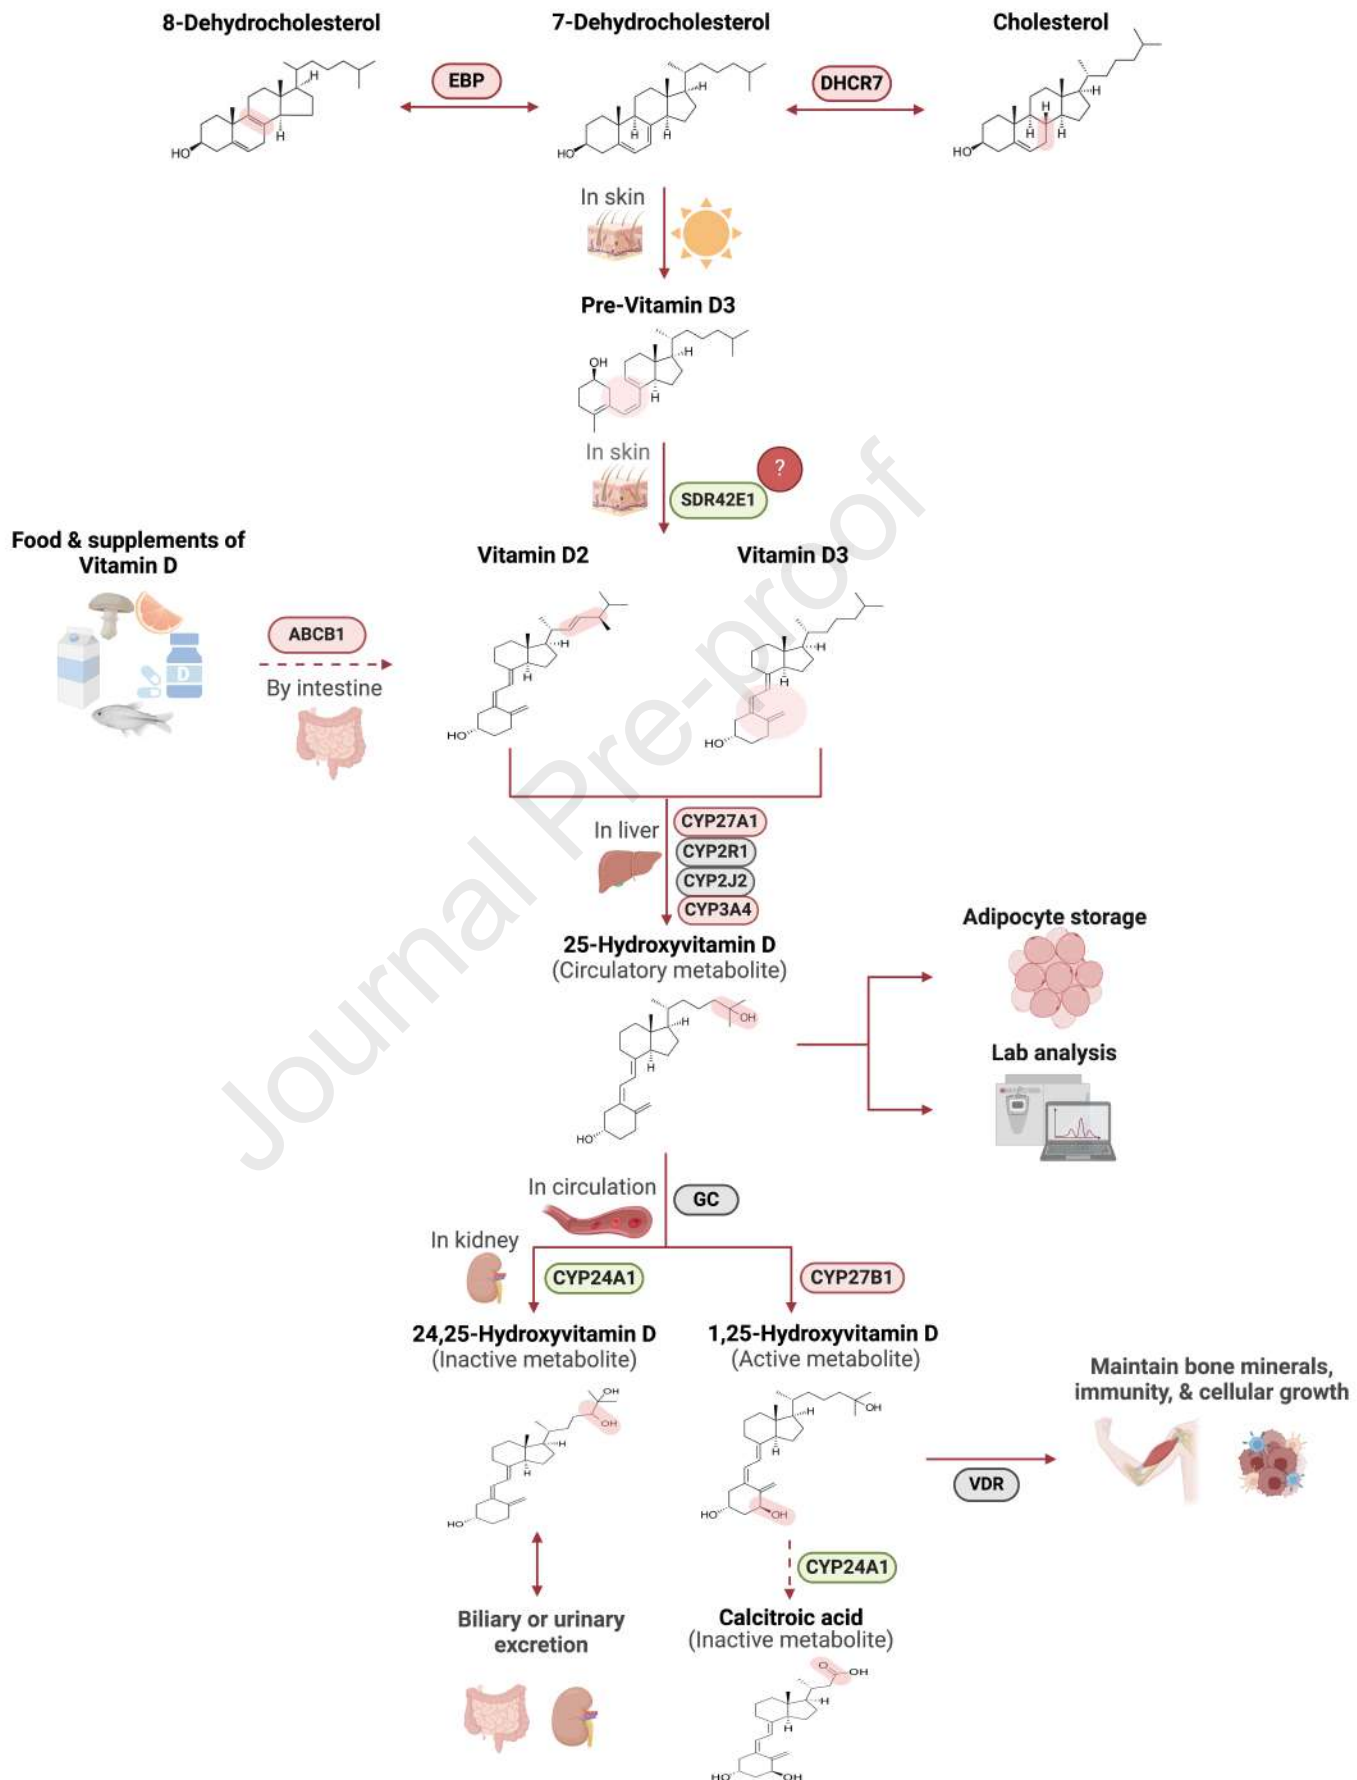 8-Dehydrocholesterol
7-Dehydrocholesterol
Cholesterol
EBP
DHCR7
H
H
HO
H
H
H
HO
H
H
H
H
HO
In skin
Pre-Vitamin D3
OH
H
H
In skin
?
SDR42E1
Food & supplements of
Vitamin D
Vitamin D2
Vitamin D3
ABCB1
D
By intestine
H
H
HO
H
H
HO
In liver
CYP27A1
CYP2R1
CYP2J2
CYP3A4
25-Hydroxyvitamin D
(Circulatory metabolite)
Adipocyte storage
OH
H
H
HO
Lab analysis
In circulation
GC
In kidney
CYP24A1
CYP27B1
24,25-Hydroxyvitamin D
(Inactive metabolite)
1,25-Hydroxyvitamin D
(Active metabolite)
Maintain bone minerals,
immunity, & cellular growth
OH
OH
H
H
HO
OH
H
H
HO
OH
VDR
CYP24A1
Biliary or urinary
excretion
Calcitroic acid
(Inactive metabolite)
O
OH
H
H
HO
OH
Journal Pre-proof